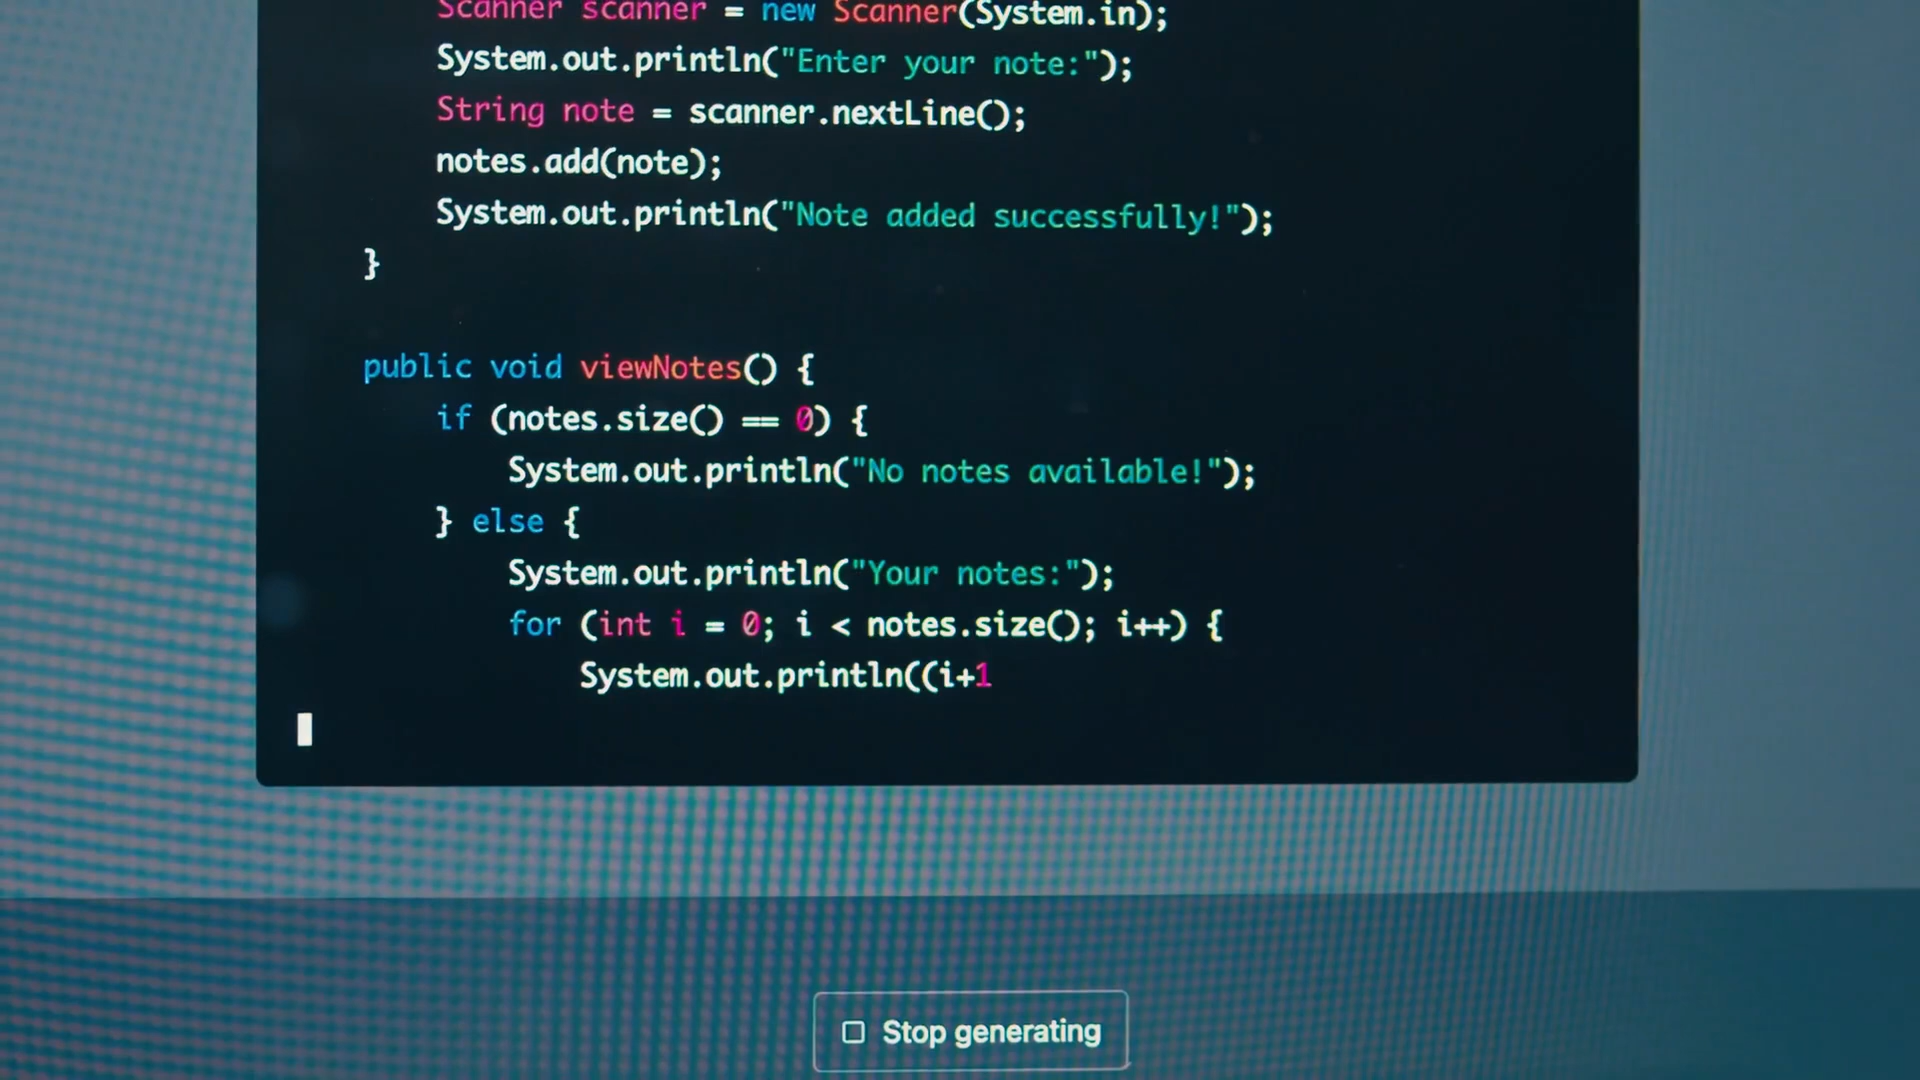 Scanner scanner = new Scanner(System.in);
System.out.println("Enter your note:");
String note = scanner.nextLine();
notes.add(note);
System.out.println("Note added successfully!");
}
public void viewNotes() {
if (notes.size() == 0) {
System.out.println("No notes available!");
} else {
System.out.println("Your notes:");
for (int i = 0; i < notes.size(); i++) {
System.out.println((i+1
Stop generating